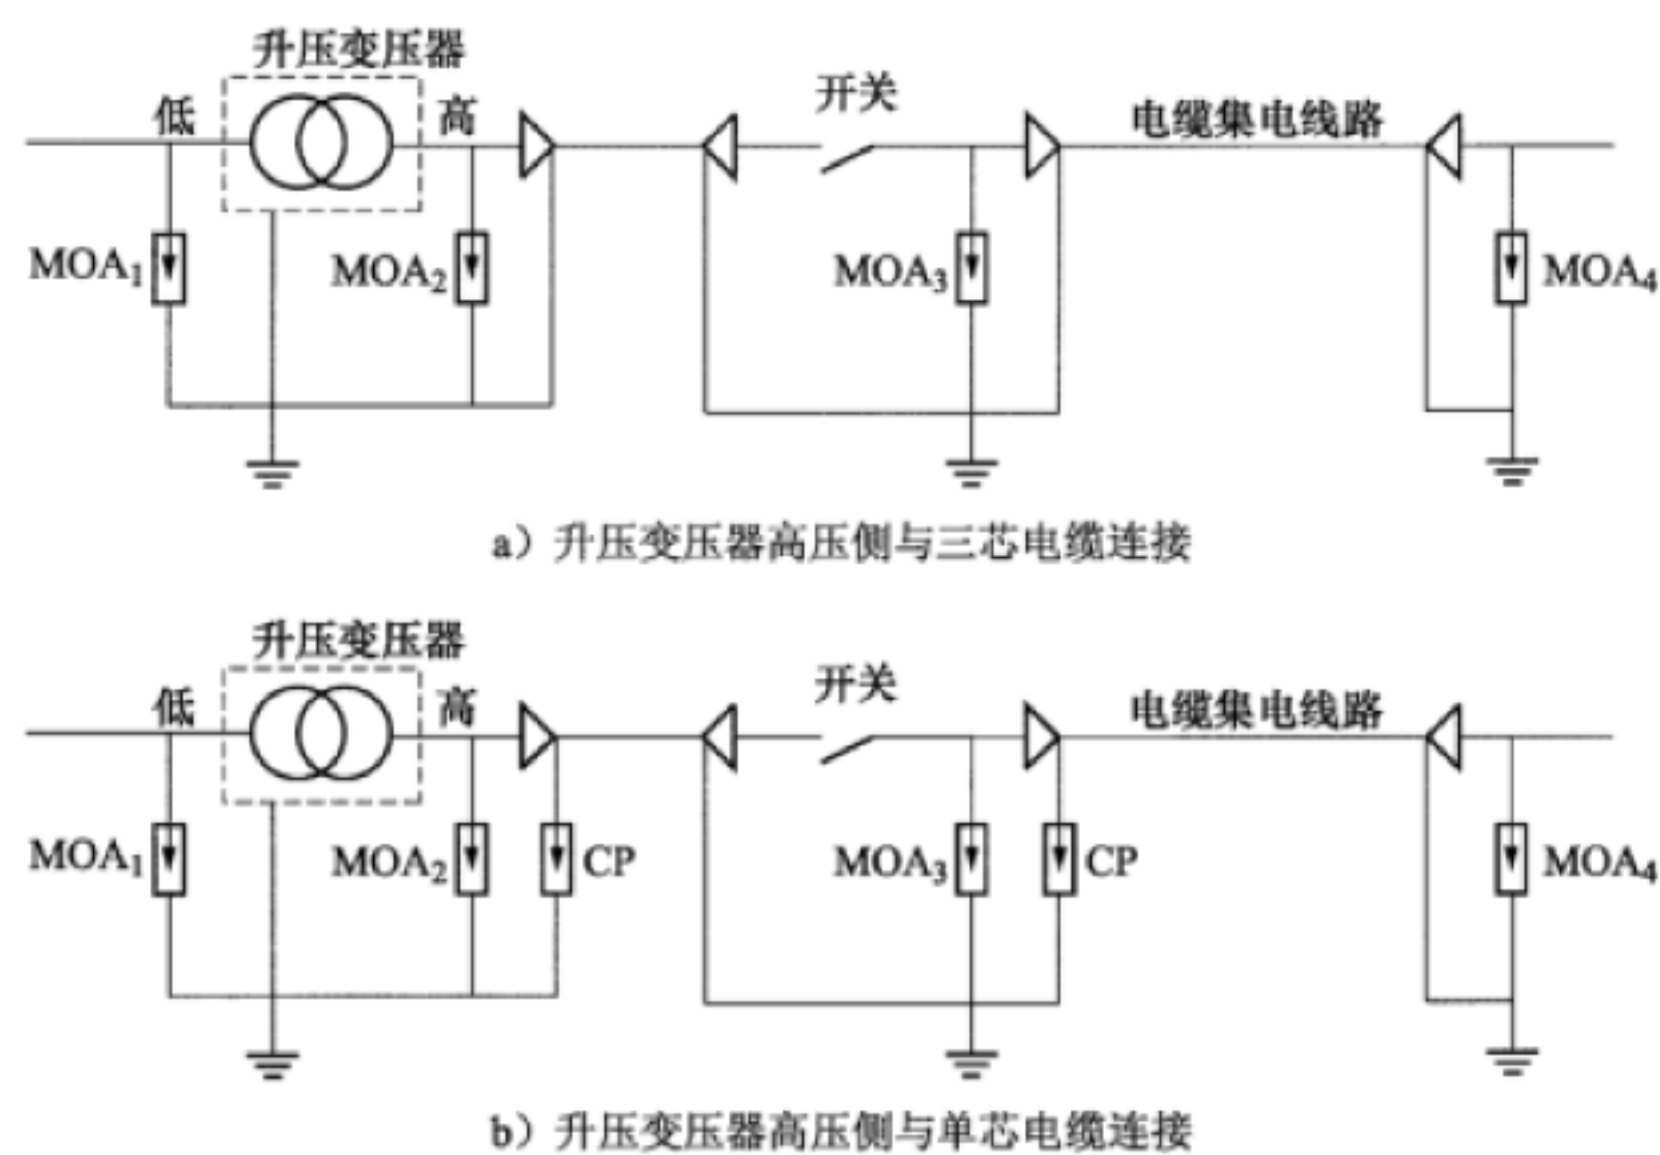 升压变压器
低
高
开关
电缆集电线路
MOA1
MOA2
MOA3
MOA4
a）升压变压器高压侧与三芯电缆连接
升压变压器
低
高
开关
电缆集电线路
MOA1
MOA2
CP
MOA3
CP
MOA4
b）升压变压器高压侧与单芯电缆连接